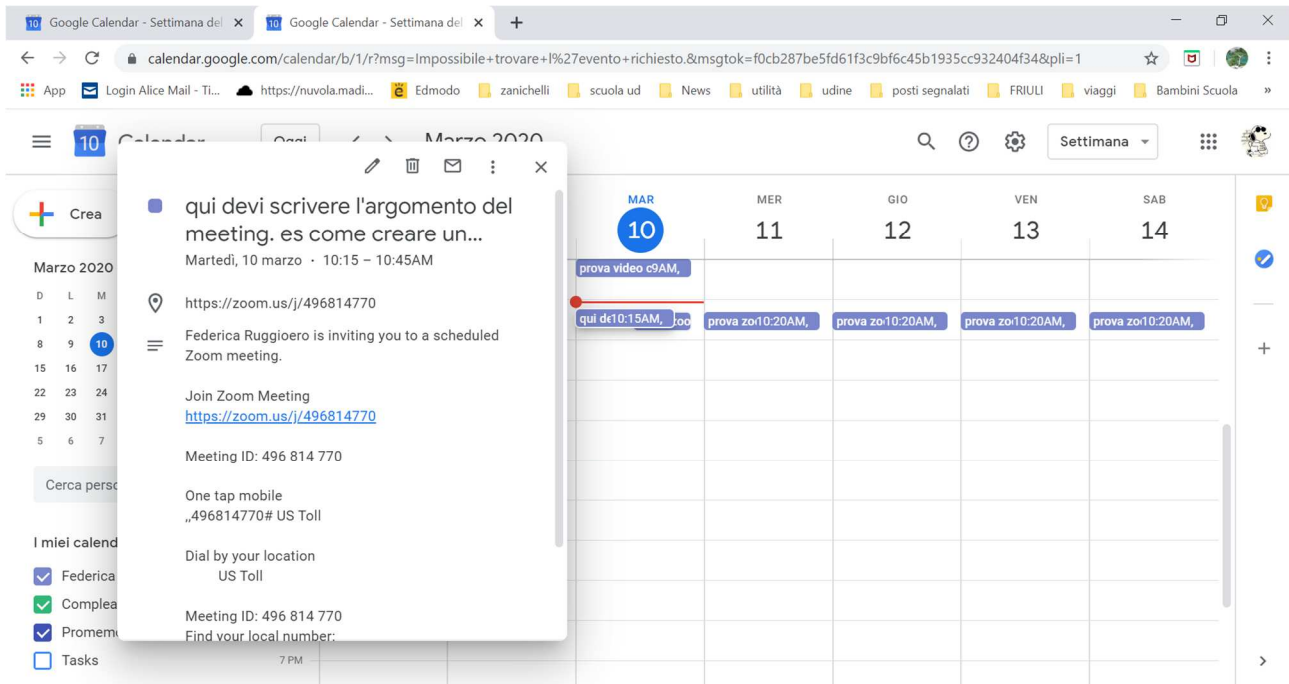 Google Calendar - Settimana del
Google Calendar - Settimana del
calendar.google.com/calendar/b/1/r?msg=Impossibile+trovare+l%27evento+richiesto.&msgtok=f0cb287be5fd61f3c9bf6c45b1935cc932404f34&pli=1
App Login Alice Mail - Ti... https://nuvola.madi... Edmodo zanichelli scuola ud News utilità udine posti segnalati FRIULI viaggi Bambini Scuola »
10 Calendar Oggi Marzo 2020 Settimana
Crea
Marzo 2020
D L M
1 2 3
8 9 10
15 16 17
22 23 24
29 30 31
5 6 7
Cerca perso
I miei calend
Federica
Complea
Promemo
Tasks
qui devi scrivere l'argomento del
meeting. es come creare un...
Martedì, 10 marzo · 10:15 – 10:45AM
https://zoom.us/j/496814770
Federica Ruggioero is inviting you to a scheduled
Zoom meeting.
Join Zoom Meeting
https://zoom.us/j/496814770
Meeting ID: 496 814 770
One tap mobile
,,496814770# US Toll
Dial by your location
US Toll
Meeting ID: 496 814 770
Find your local number:
7 PM
MAR MER GIO VEN SAB
10 11 12 13 14
prova video c9AM,
qui de10:15AM, zoo prova zo10:20AM, prova zo10:20AM, prova zo10:20AM, prova zo10:20AM,